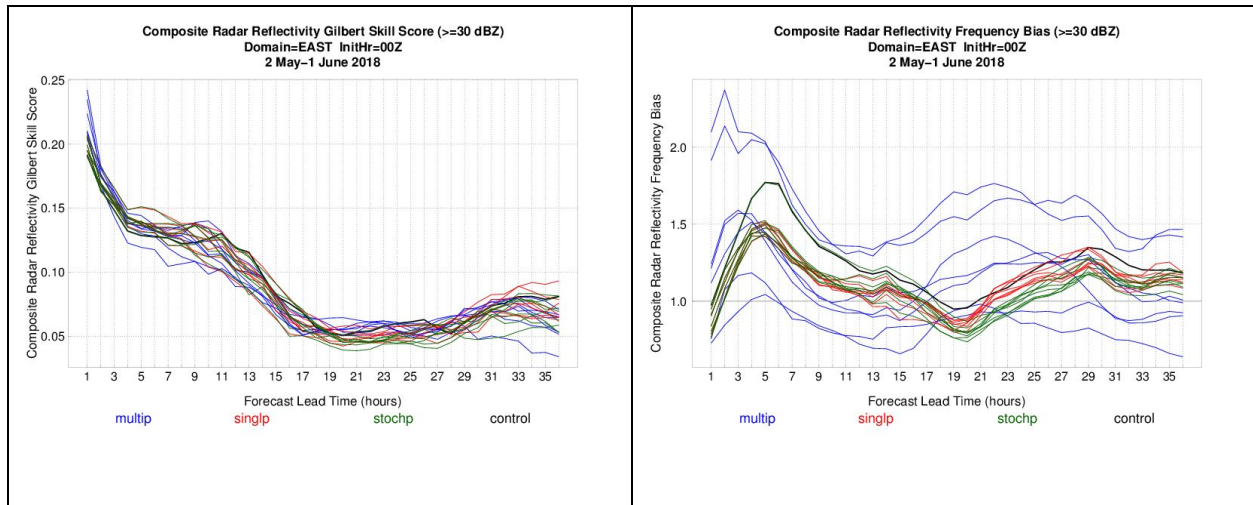 Composite Radar Reflectivity Gilbert Skill Score (>=30 dBZ)
Domain=EAST InitHr=00Z
2 May−1 June 2018
Composite Radar Reflectivity Gilbert Skill Score
0.25
0.20
0.15
0.10
0.05
1 3 5 7 9 11 13 15 17 19 21 23 25 27 29 31 33 35
Forecast Lead Time (hours)
multip singlp stochp control
Composite Radar Reflectivity Frequency Bias (>=30 dBZ)
Domain=EAST InitHr=00Z
2 May−1 June 2018
Composite Radar Reflectivity Frequency Bias
2.0
1.5
1.0
1 3 5 7 9 11 13 15 17 19 21 23 25 27 29 31 33 35
Forecast Lead Time (hours)
multip singlp stochp control